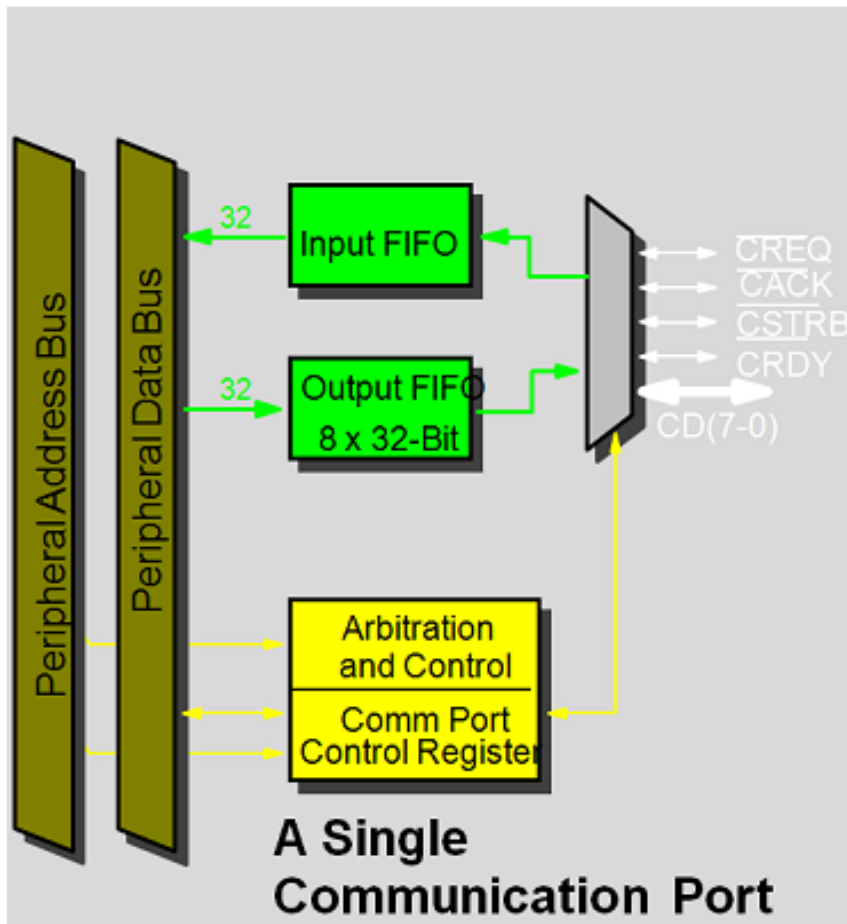 Peripheral Address Bus
Peripheral Data Bus
32
Input FIFO
32
Output FIFO
8 x 32-Bit
CREQ
CACK
CSTRB
CRDY
CD(7-0)
Arbitration
and Control
Comm Port
Control Register
A Single
Communication Port